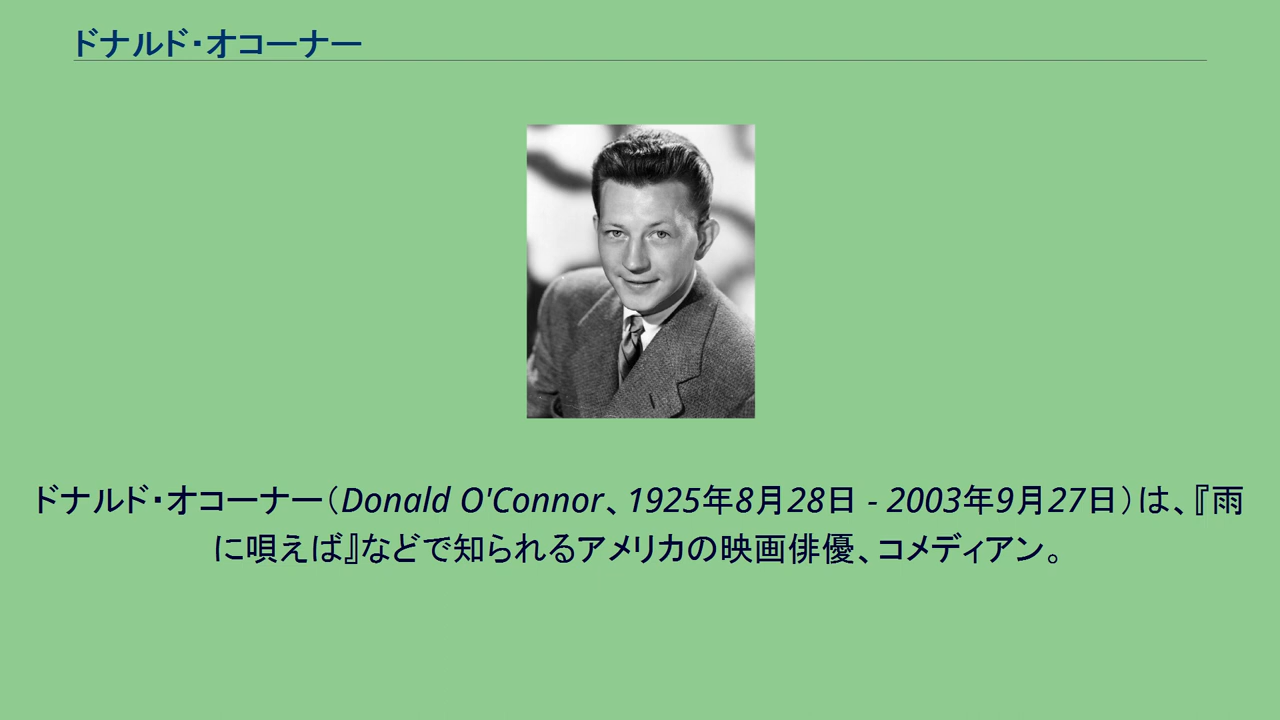 ドナルド・オコーナー
ドナルド・オコーナー（Donald O'Connor、1925年8月28日 - 2003年9月27日）は、『雨
に唄えば』などで知られるアメリカの映画俳優、コメディアン。